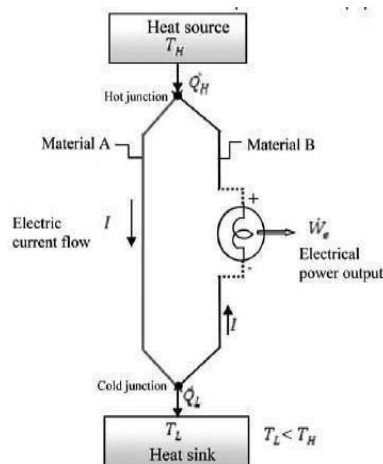 Heat source
T_H
Q̇_H
Hot junction
Material A
Material B
+
Electric
current flow
I
Ẇ_e
Electrical
power output
-
I
Cold junction
Q̇_L
T_L
Heat sink
T_L < T_H